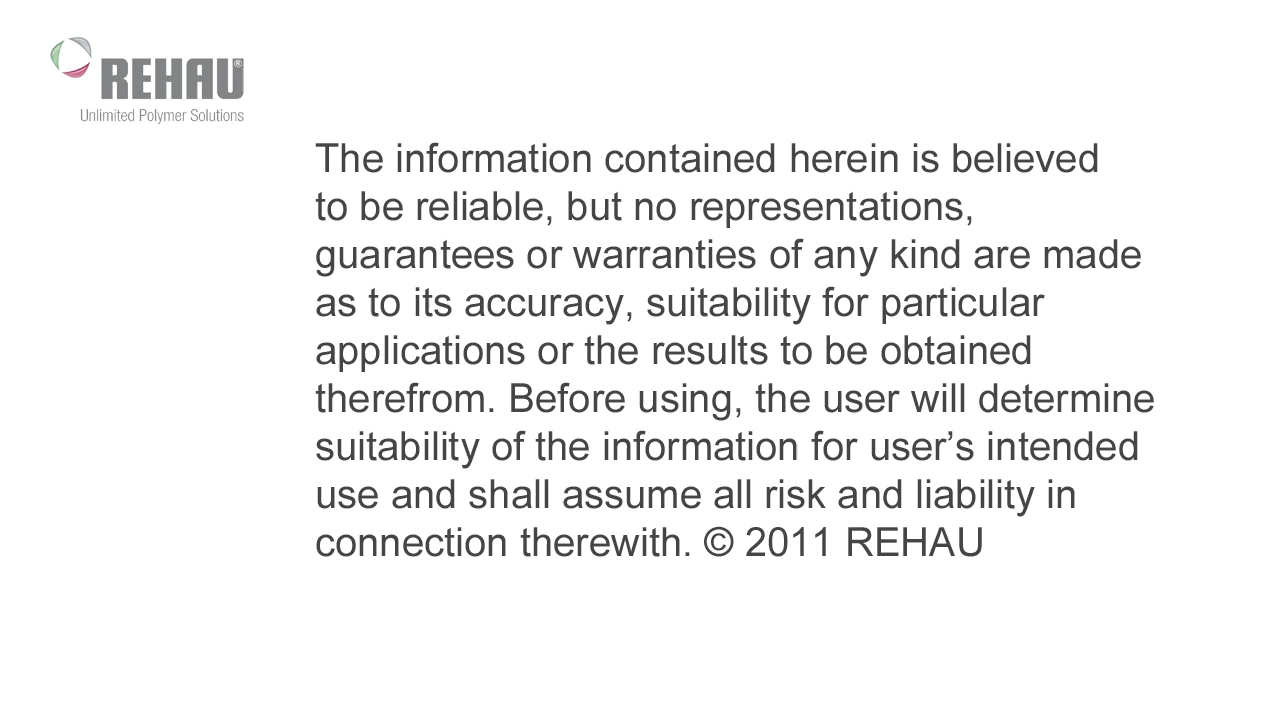 REHAU®
Unlimited Polymer Solutions
The information contained herein is believed
to be reliable, but no representations,
guarantees or warranties of any kind are made
as to its accuracy, suitability for particular
applications or the results to be obtained
therefrom. Before using, the user will determine
suitability of the information for user’s intended
use and shall assume all risk and liability in
connection therewith. © 2011 REHAU